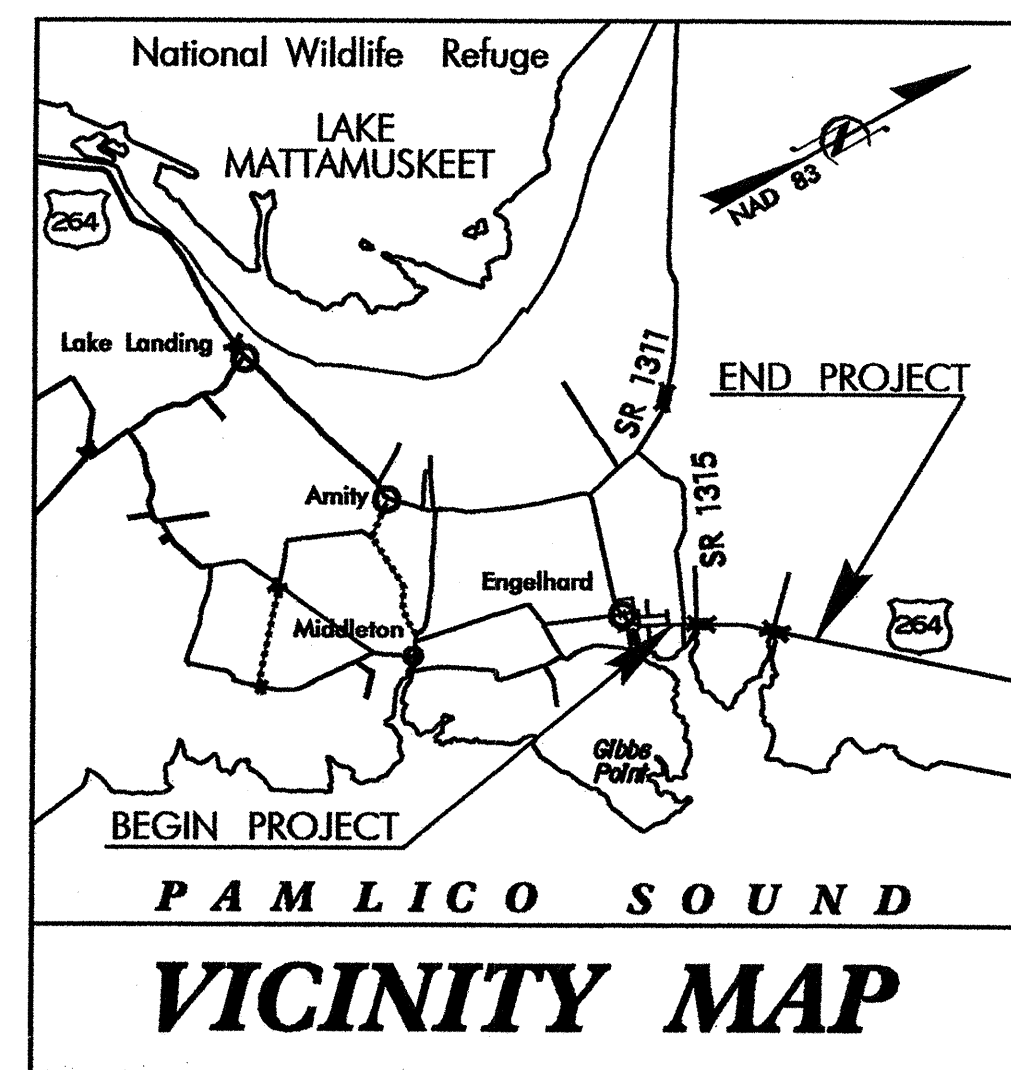 National Wildlife Refuge
LAKE
MATTAMUSKEET
NAD 83
264
Lake Landing
SR 1311
END PROJECT
SR 1315
Amity
Engelhard
264
Middleton
Gibbs
Point
BEGIN PROJECT
PAMLICO SOUND
VICINITY MAP